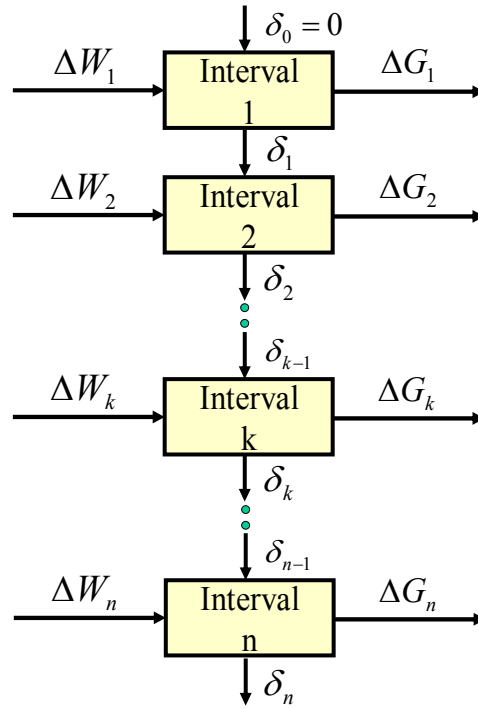 δ₀ = 0
ΔW₁
Interval
1
ΔG₁
δ₁
ΔW₂
Interval
2
ΔG₂
δ₂
δₖ₋₁
ΔWₖ
Interval
k
ΔGₖ
δₖ
δₙ₋₁
ΔWₙ
Interval
n
ΔGₙ
δₙ